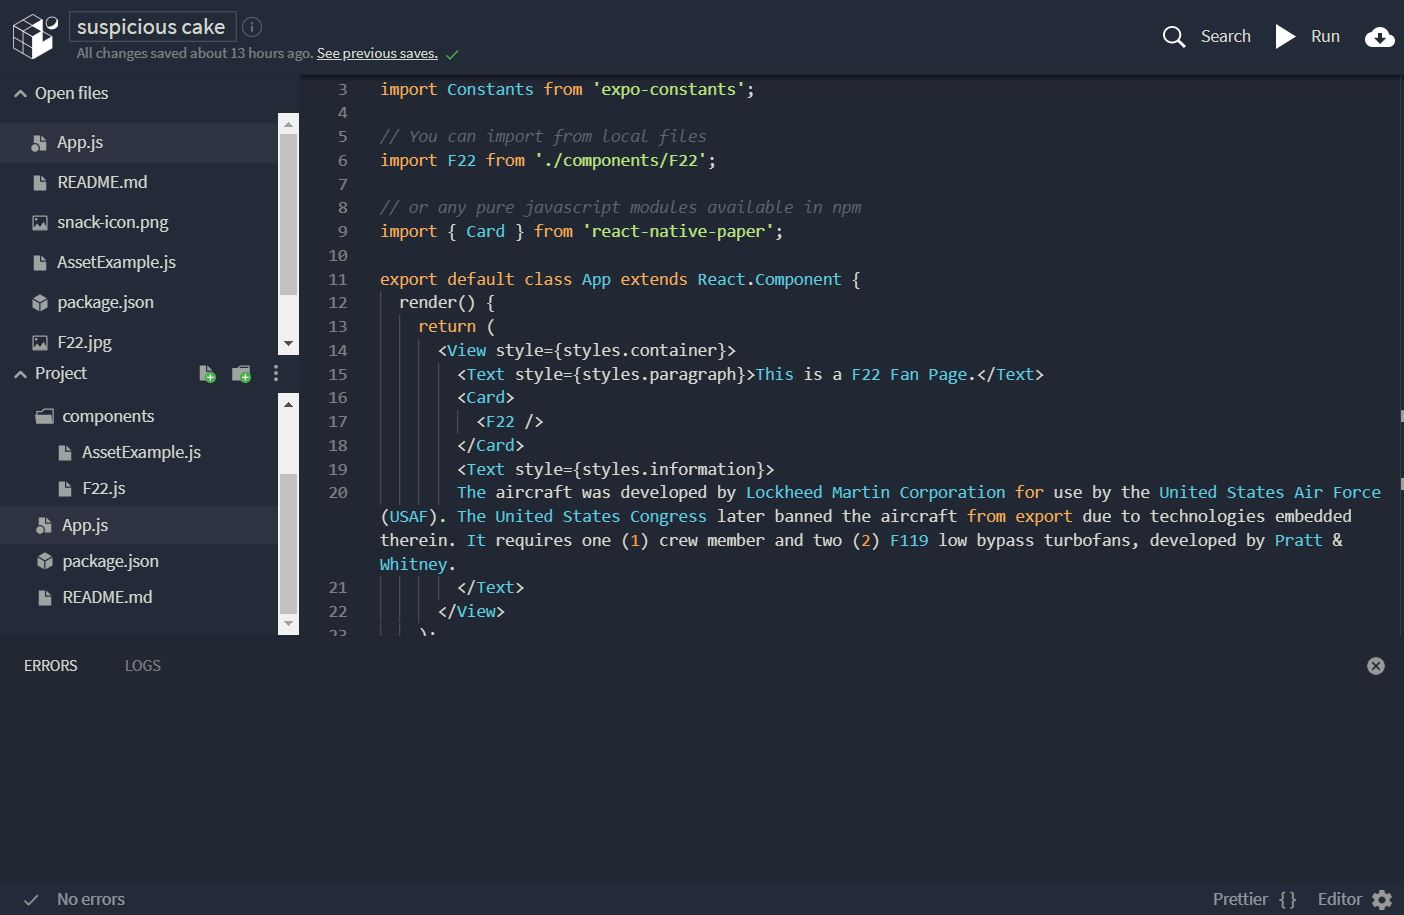 suspicious cake
All changes saved about 13 hours ago. See previous saves.
Search
Run
Open files
App.js
README.md
snack-icon.png
AssetExample.js
package.json
F22.jpg
Project
components
AssetExample.js
F22.js
App.js
package.json
README.md
3 import Constants from 'expo-constants';
4
5 // You can import from local files
6 import F22 from './components/F22';
7
8 // or any pure javascript modules available in npm
9 import { Card } from 'react-native-paper';
10
11 export default class App extends React.Component {
12 render() {
13 return (
14 <View style={styles.container}>
15 <Text style={styles.paragraph}>This is a F22 Fan Page.</Text>
16 <Card>
17 <F22 />
18 </Card>
19 <Text style={styles.information}>
20 The aircraft was developed by Lockheed Martin Corporation for use by the United States Air Force
(USAF). The United States Congress later banned the aircraft from export due to technologies embedded
therein. It requires one (1) crew member and two (2) F119 low bypass turbofans, developed by Pratt &
Whitney.
21 </Text>
22 </View>
23 );
ERRORS
LOGS
No errors
Prettier { }
Editor